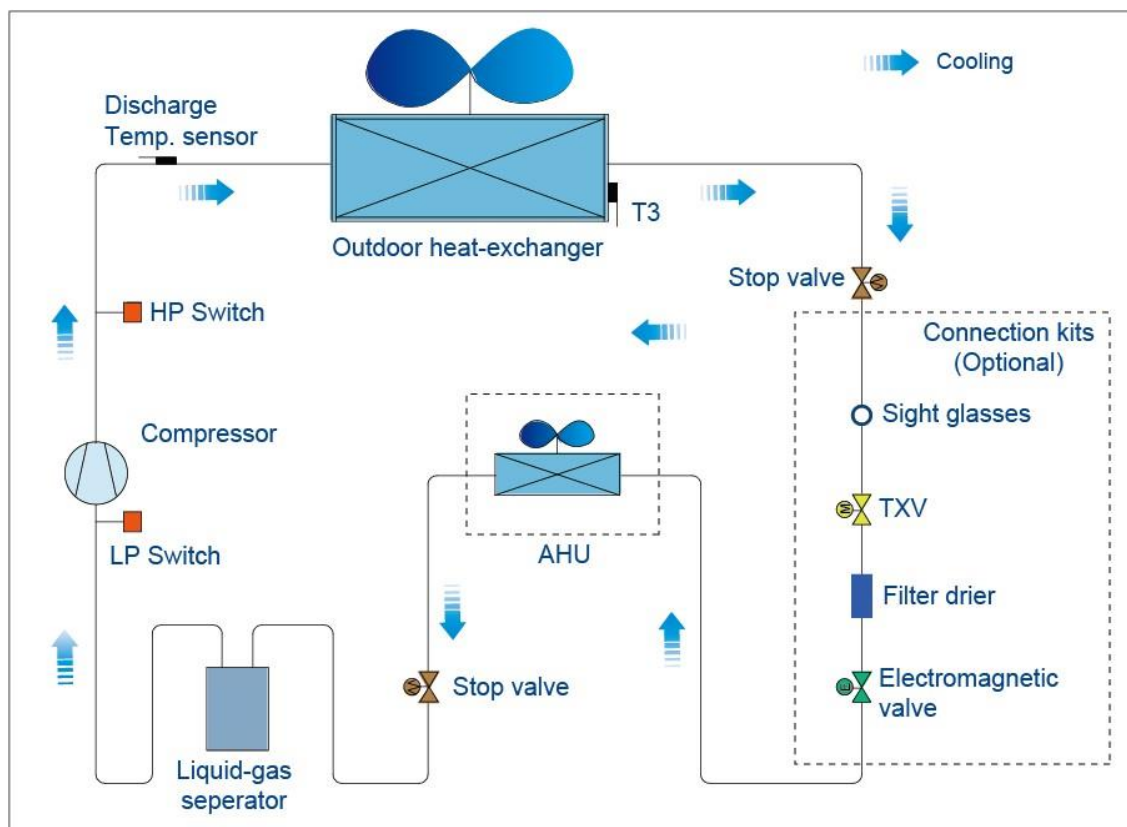 Cooling
Discharge
Temp. sensor
T3
Outdoor heat-exchanger
Stop valve
HP Switch
Connection kits
(Optional)
Sight glasses
Compressor
TXV
M
LP Switch
AHU
Filter drier
Stop valve
Electromagnetic
valve
E
Liquid-gas
seperator